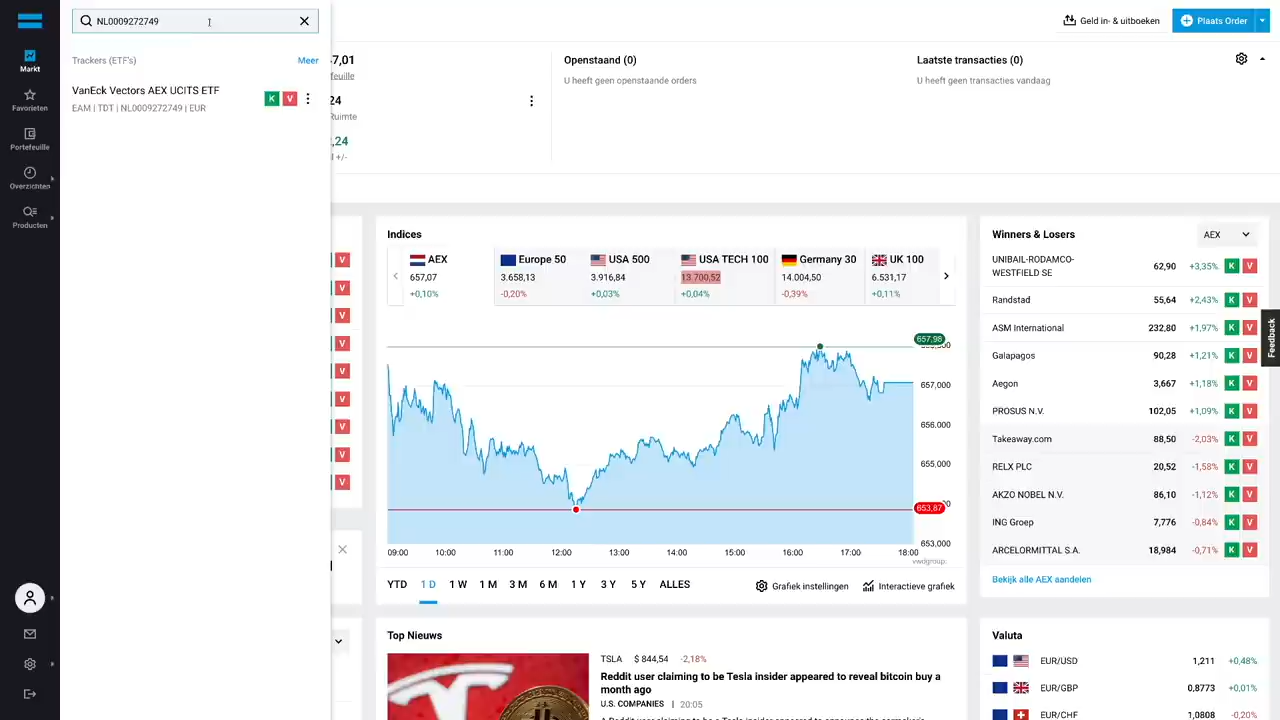 NL0009272749
Geld in- & uitboeken
Plaats Order
Markt
Favorieten
Portefeuille
Overzichten
Producten
Trackers (ETF's)
Meer
VanEck Vectors AEX UCITS ETF
K V
EAM | TDT | NL0009272749 | EUR
7,01
feuille
24
Ruimte
,24
l +/-
Openstaand (0)
U heeft geen openstaande orders
Laatste transacties (0)
U heeft geen transacties vandaag
V
V
V
V
V
V
V
V
V
Indices
AEX
657,07
+0,10%
Europe 50
3.658,13
-0,20%
USA 500
3.916,84
+0,03%
USA TECH 100
13.700,52
+0,04%
Germany 30
14.004,50
-0,39%
UK 100
6.531,17
+0,11%
657,98
657,000
656,000
655,000
653,87
653,000
09:00 10:00 11:00 12:00 13:00 14:00 15:00 16:00 17:00 18:00
vwdgroup:
YTD 1 D 1 W 1 M 3 M 6 M 1 Y 3 Y 5 Y ALLES
Grafiek instellingen
Interactieve grafiek
Winners & Losers
AEX
UNIBAIL-RODAMCO-
WESTFIELD SE 62,90 +3,35% K V
Randstad 55,64 +2,43% K V
ASM International 232,80 +1,97% K V
Galapagos 90,28 +1,21% K V
Aegon 3,667 +1,18% K V
PROSUS N.V. 102,05 +1,09% K V
Takeaway.com 88,50 -2,03% K V
RELX PLC 20,52 -1,58% K V
AKZO NOBEL N.V. 86,10 -1,12% K V
ING Groep 7,776 -0,84% K V
ARCELORMITTAL S.A. 18,984 -0,71% K V
Bekijk alle AEX aandelen
Feedback
Top Nieuws
TSLA $ 844,54 -2,18%
Reddit user claiming to be Tesla insider appeared to reveal bitcoin buy a
month ago
U.S. COMPANIES | 20:05
Valuta
EUR/USD 1,211 +0,48%
EUR/GBP 0,8773 +0,01%
EUR/CHF 1,0808 -0,20%